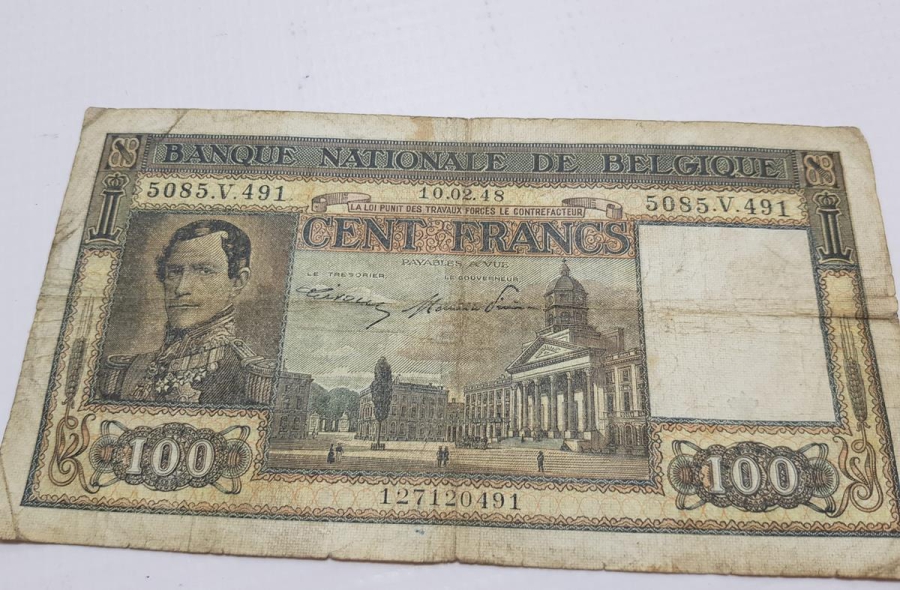 BANQUE NATIONALE DE BELGIQUE
5085.V.491 10.02.48 5085.V.491
LA LOI PUNIT DES TRAVAUX FORCÉS LE CONTREFACTEUR
CENT FRANCS
PAYABLES A VUE
LE TRÉSORIER LE GOUVERNEUR
100 100
127120491